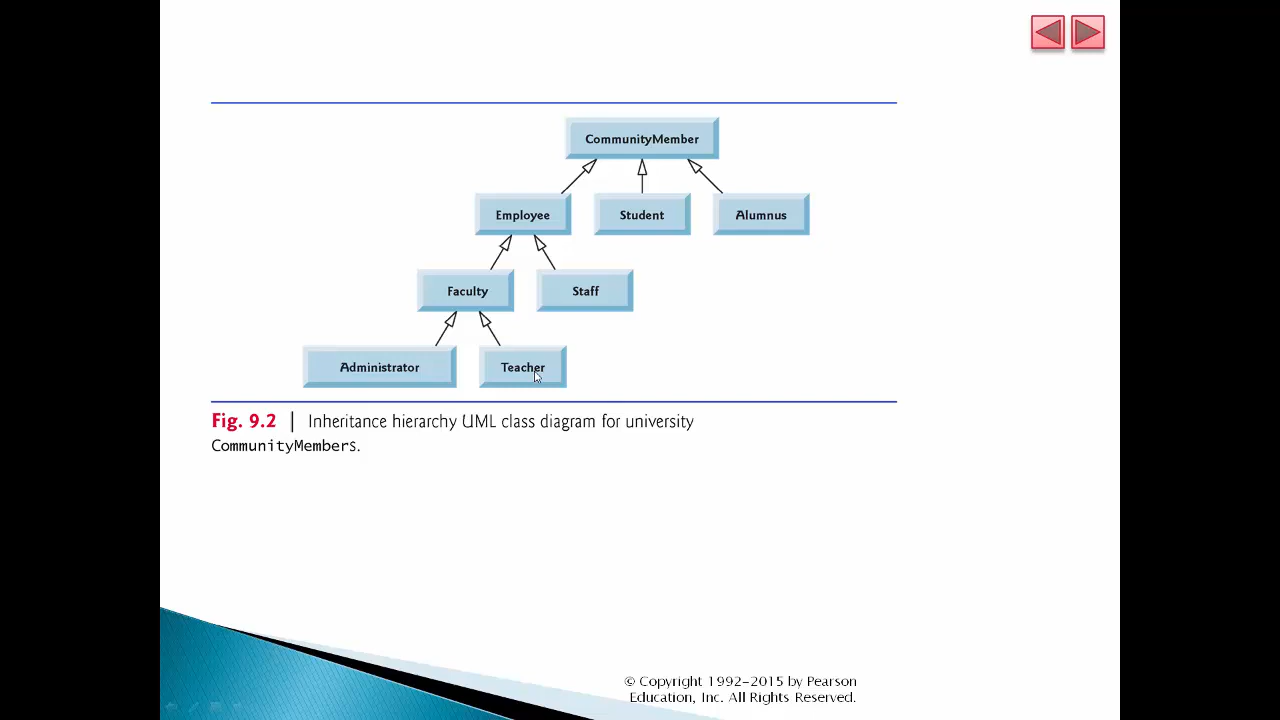 CommunityMember
Employee
Student
Alumnus
Faculty
Staff
Administrator
Teacher
Fig. 9.2 | Inheritance hierarchy UML class diagram for university
CommunityMembers.
© Copyright 1992–2015 by Pearson
Education, Inc. All Rights Reserved.